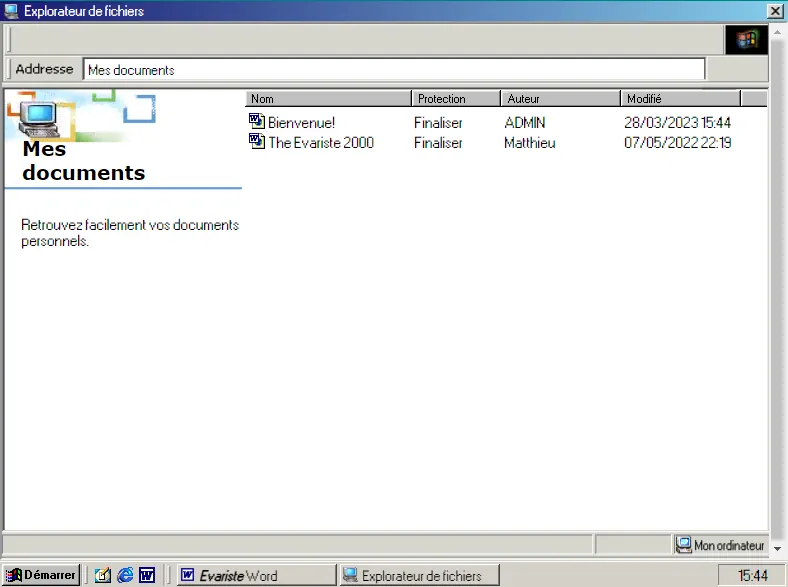 Explorateur de fichiers
Addresse Mes documents
Nom Protection Auteur Modifié
Bienvenue! Finaliser ADMIN 28/03/2023 15:44
The Evariste 2000 Finaliser Matthieu 07/05/2022 22:19
Mes
documents
Retrouvez facilement vos documents
personnels.
Mon ordinateur
Démarrer Evariste Word Explorateur de fichiers 15:44